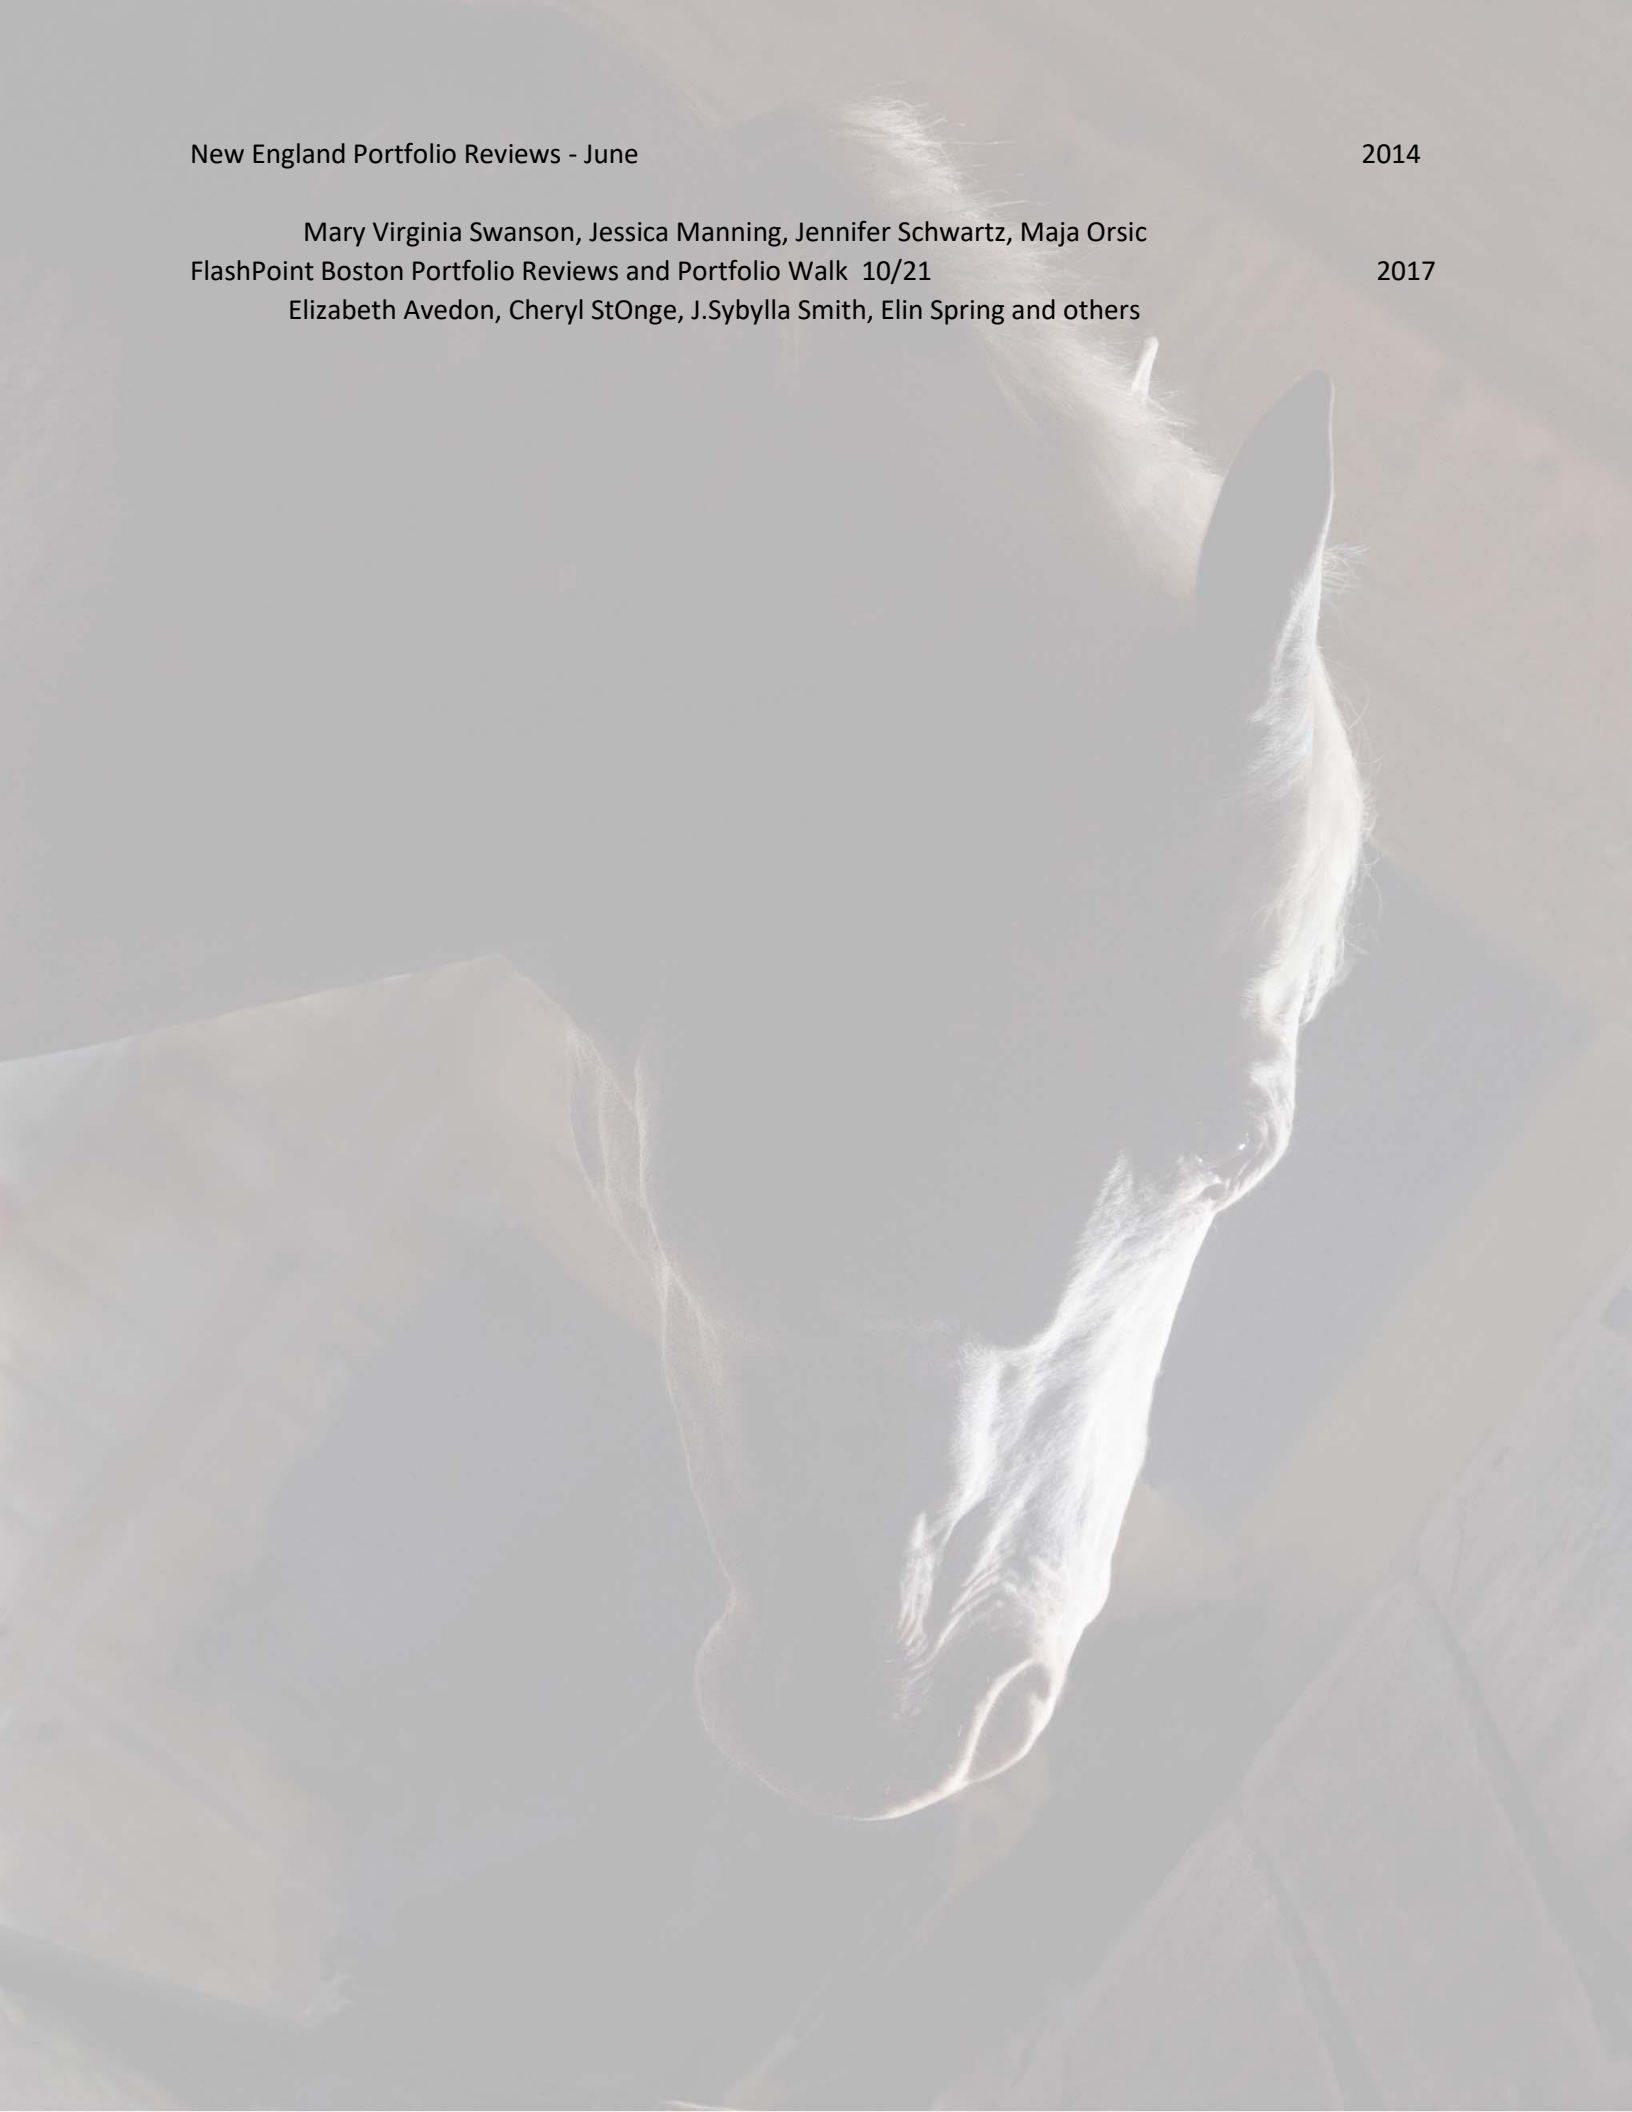 New England Portfolio Reviews - June 2014
Mary Virginia Swanson, Jessica Manning, Jennifer Schwartz, Maja Orsic
FlashPoint Boston Portfolio Reviews and Portfolio Walk 10/21 2017
Elizabeth Avedon, Cheryl StOnge, J.Sybylla Smith, Elin Spring and others